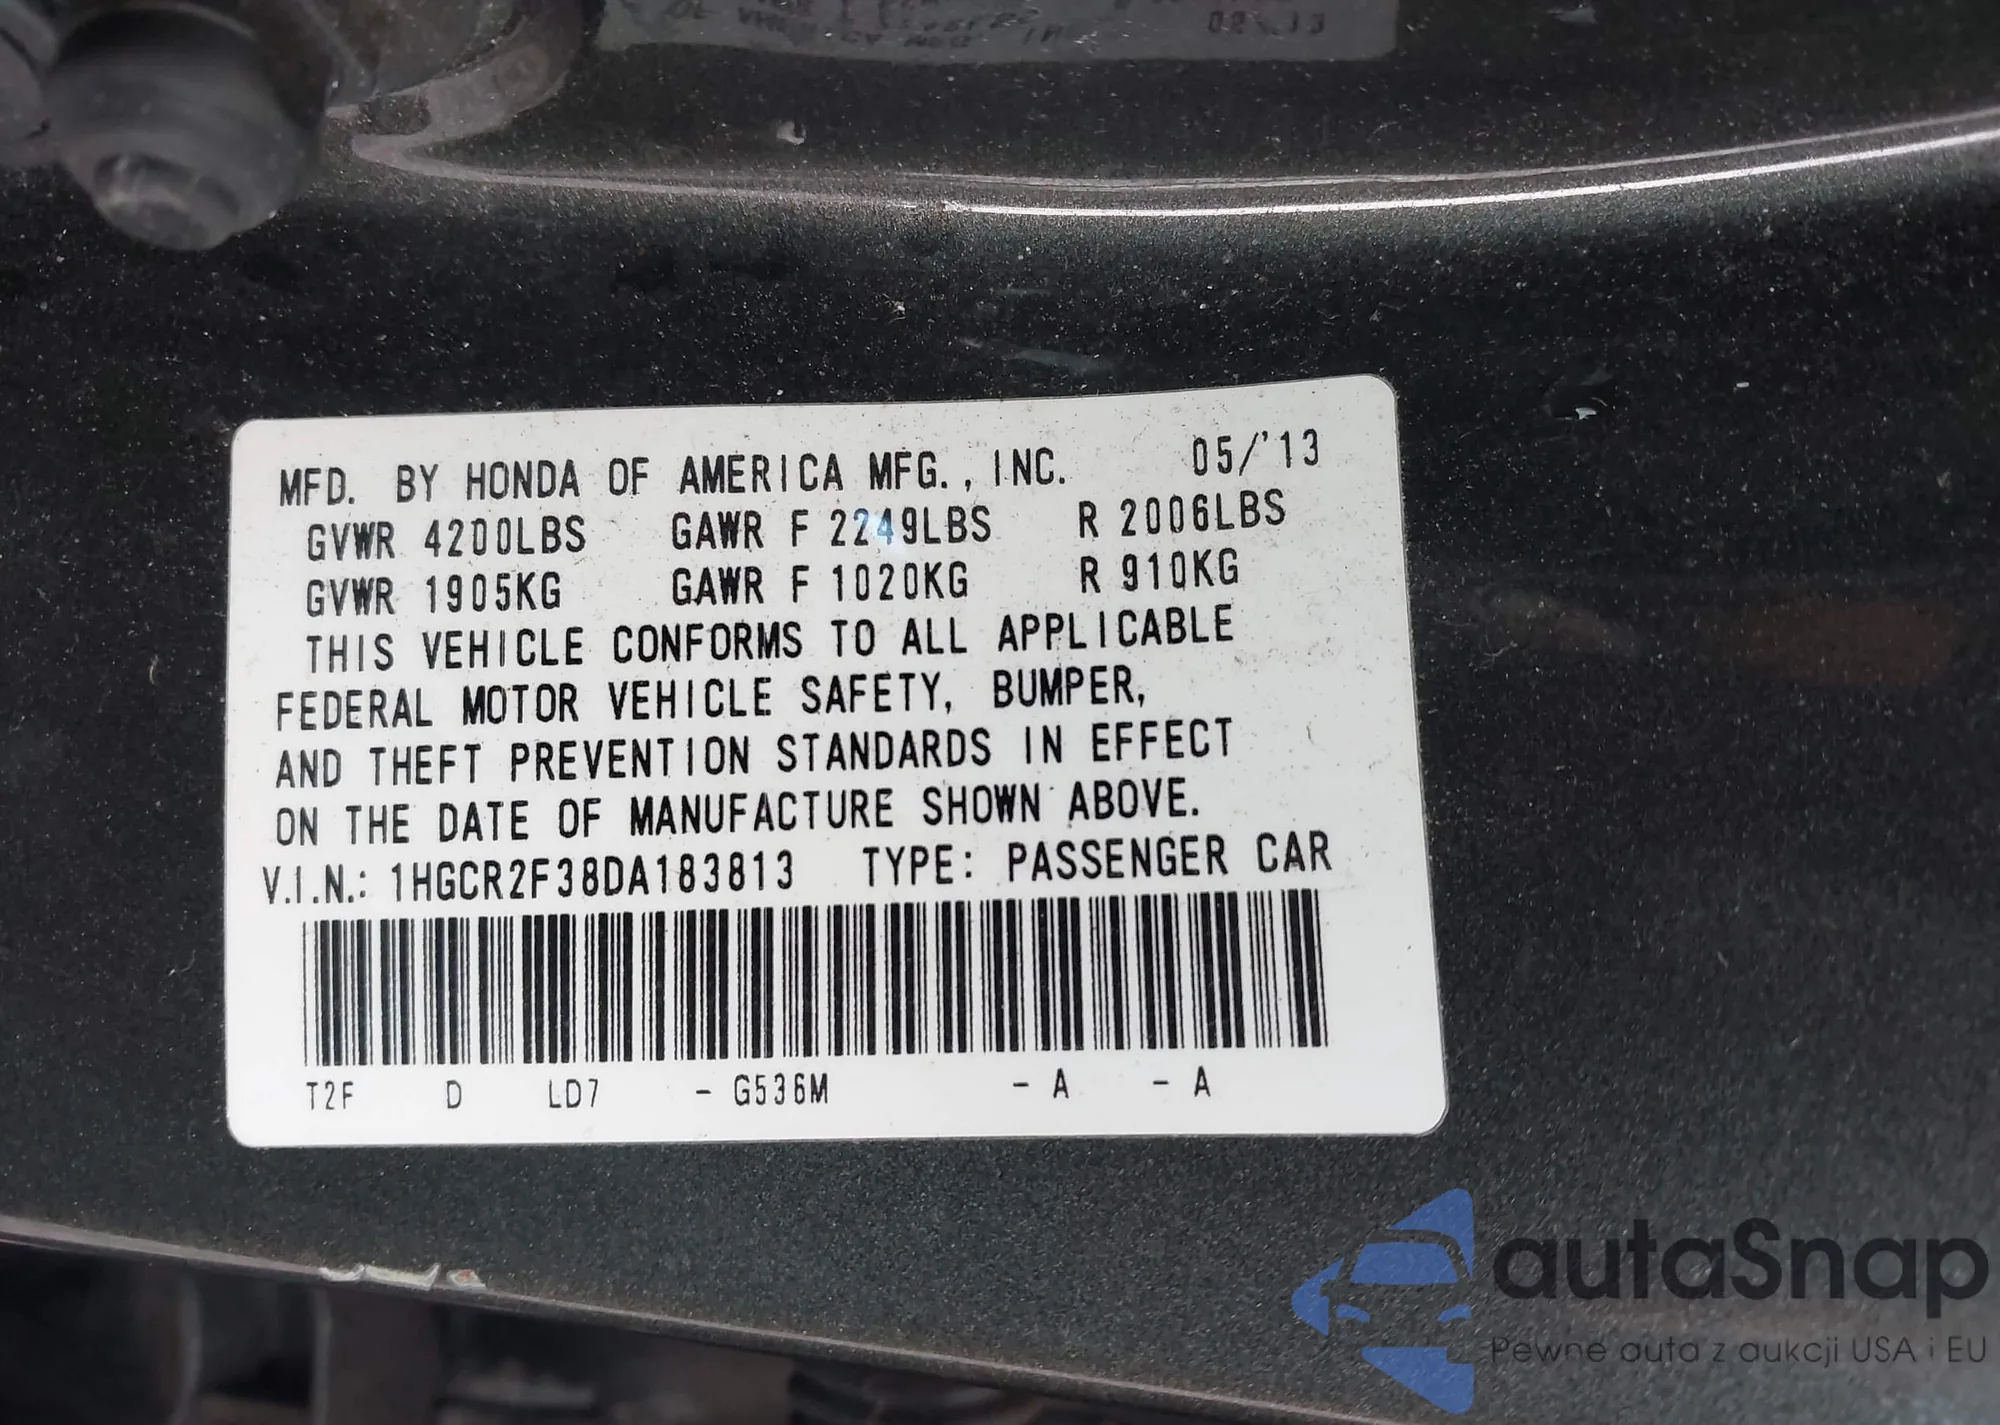 MFD. BY HONDA OF AMERICA MFG., INC. 05/'13
GVWR 4200LBS GAWR F 2249LBS R 2006LBS
GVWR 1905KG GAWR F 1020KG R 910KG
THIS VEHICLE CONFORMS TO ALL APPLICABLE
FEDERAL MOTOR VEHICLE SAFETY, BUMPER,
AND THEFT PREVENTION STANDARDS IN EFFECT
ON THE DATE OF MANUFACTURE SHOWN ABOVE.
V.I.N.: 1HGCR2F38DA183813 TYPE: PASSENGER CAR
T2F D LD7 - G536M - A - A
autaSnap
Pewne auta z aukcji USA i EU